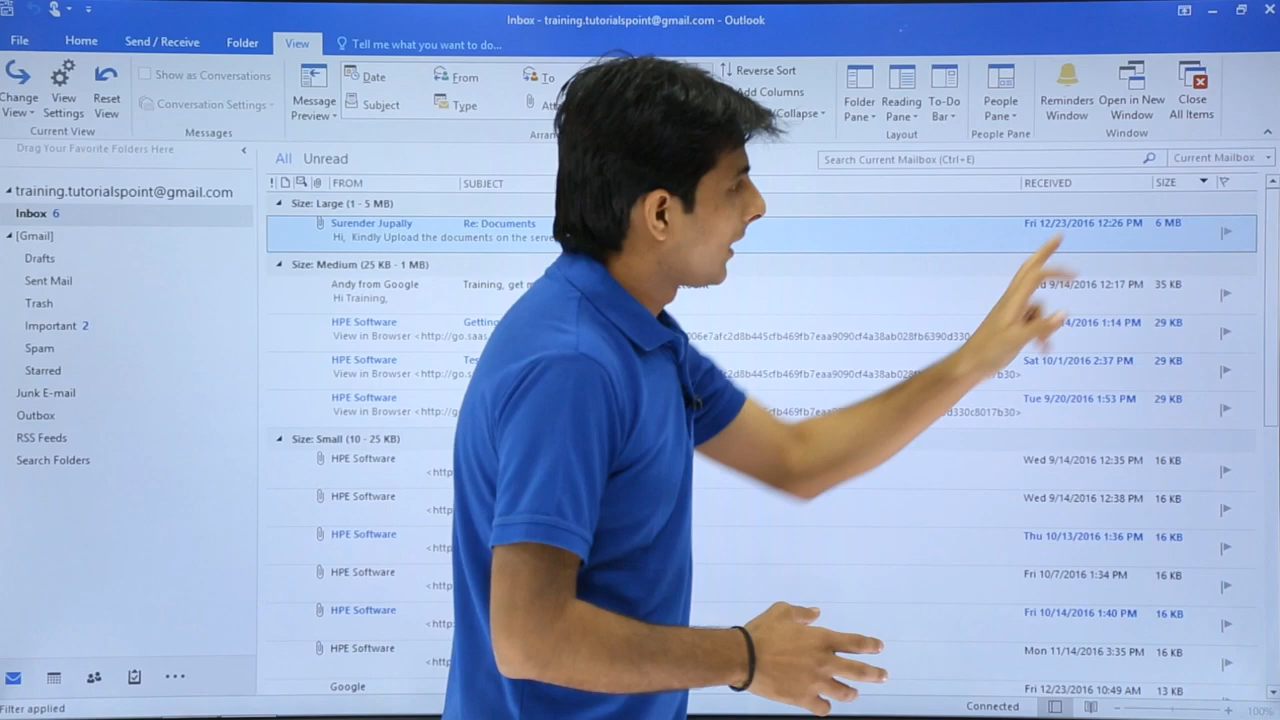 Inbox - training.tutorialspoint@gmail.com - Outlook
File Home Send / Receive Folder View Tell me what you want to do...
Change View View Settings Reset View
Current View
Show as Conversations
Conversation Settings
Messages
Message Preview
Date From To
Subject Type
Reverse Sort
Add Columns
Folder Pane Reading Pane To-Do Bar
Layout
People Pane
People Pane
Reminders Window Open in New Window Close All Items
Window
Drag Your Favorite Folders Here
training.tutorialspoint@gmail.com
Inbox 6
[Gmail]
Drafts
Sent Mail
Trash
Important 2
Spam
Starred
Junk E-mail
Outbox
RSS Feeds
Search Folders
All Unread
Search Current Mailbox (Ctrl+E) Current Mailbox
FROM SUBJECT RECEIVED SIZE
Size: Large (1 - 5 MB)
Surender Jupally Re: Documents Fri 12/23/2016 12:26 PM 6 MB
Hi, Kindly Upload the documents on the
Size: Medium (25 KB - 1 MB)
Andy from Google Training, get 9/14/2016 12:17 PM 35 KB
Hi Training,
HPE Software 1:14 PM 29 KB
View in Browser <http://go.saas
HPE Software Sat 10/1/2016 2:37 PM 29 KB
View in Browser <http://go.
HPE Software Tue 9/20/2016 1:53 PM 29 KB
View in Browser <http://g
Size: Small (10 - 25 KB)
HPE Software Wed 9/14/2016 12:35 PM 16 KB
<http:
HPE Software Wed 9/14/2016 12:38 PM 16 KB
<http:
HPE Software Thu 10/13/2016 1:36 PM 16 KB
<http
HPE Software Fri 10/7/2016 1:34 PM 16 KB
<http
HPE Software Fri 10/14/2016 1:40 PM 16 KB
<http:
HPE Software Mon 11/14/2016 3:35 PM 16 KB
<http
Google Fri 12/23/2016 10:49 AM 13 KB
Filter applied Connected 100%